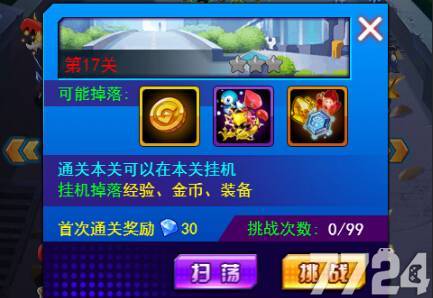 第17关
可能掉落:
通关本关可以在本关挂机
挂机掉落经验、金币、装备
首次通关奖励 30 挑战次数: 0/99
扫荡 挑战
7724